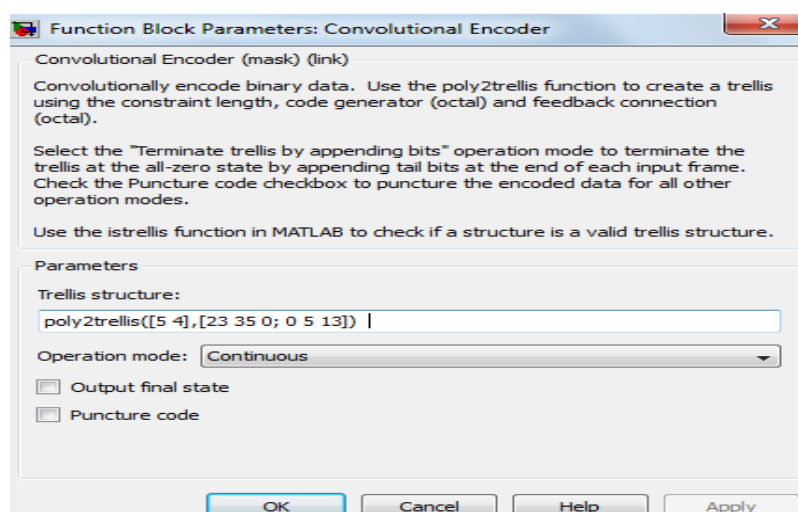 Function Block Parameters: Convolutional Encoder
Convolutional Encoder (mask) (link)
Convolutionally encode binary data.  Use the poly2trellis function to create a trellis
using the constraint length, code generator (octal) and feedback connection
(octal).
Select the "Terminate trellis by appending bits" operation mode to terminate the
trellis at the all-zero state by appending tail bits at the end of each input frame.
Check the Puncture code checkbox to puncture the encoded data for all other
operation modes.
Use the istrellis function in MATLAB to check if a structure is a valid trellis structure.
Parameters
Trellis structure:
poly2trellis([5 4],[23 35 0; 0 5 13])
Operation mode: Continuous
Output final state
Puncture code
OK Cancel Help Apply